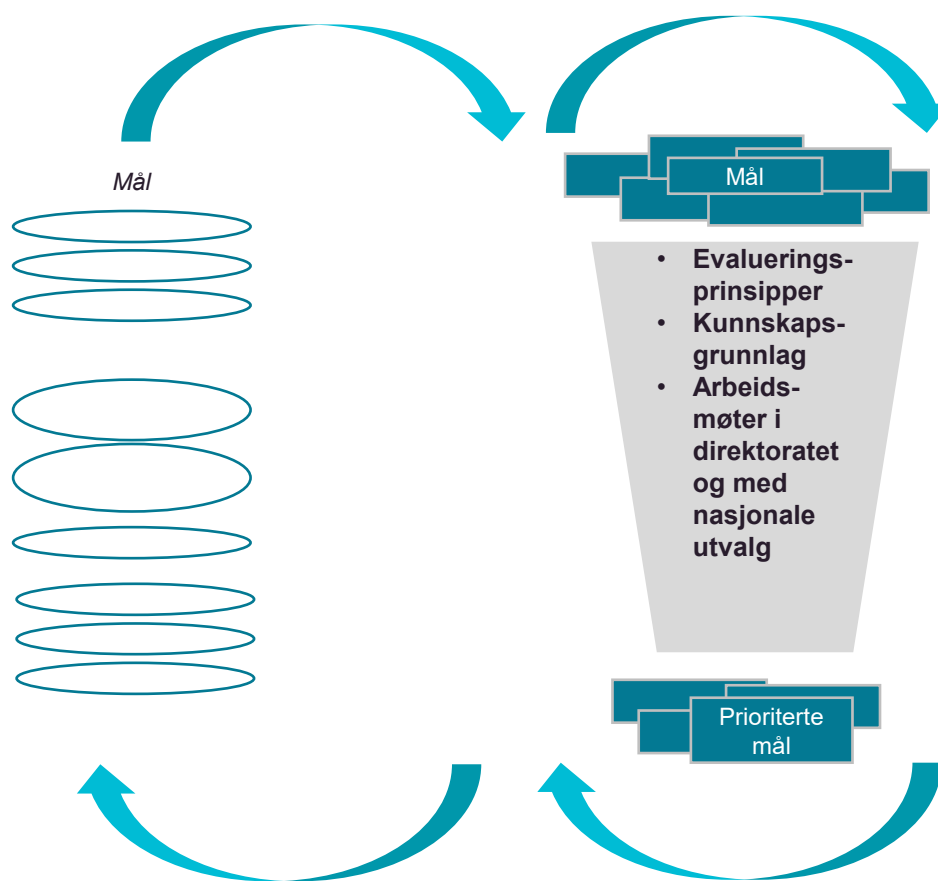 Mål
Mål
• Evaluerings-
prinsipper
• Kunnskaps-
grunnlag
• Arbeids-
møter i
direktoratet
og med
nasjonale
utvalg
Prioriterte
mål